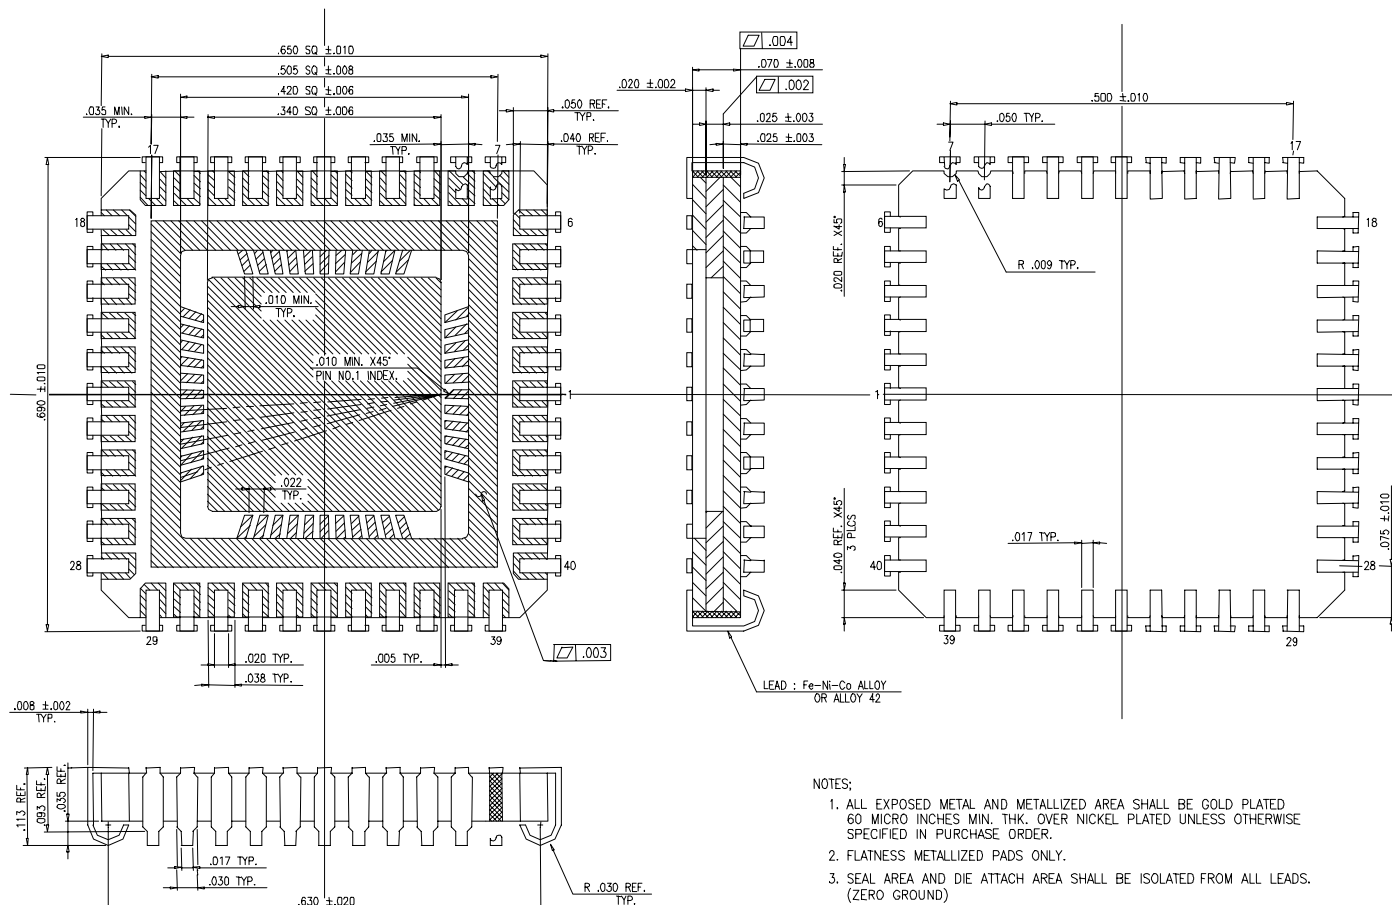 .650 SQ ±.010
.505 SQ ±.008
.420 SQ ±.006
.340 SQ ±.006
.035 MIN.
TYP.
.035 MIN.
TYP.
.050 REF.
TYP.
.040 REF.
TYP.
17
7
18
6
.690 ±.010
.010 MIN.
TYP.
.010 MIN. X45°
PIN NO.1 INDEX.
1
.022
TYP.
28
40
29
39
.020 TYP.
.038 TYP.
.005 TYP.
.003
.004
.070 ±.008
.020 ±.002
.002
.025 ±.003
.025 ±.003
LEAD : Fe-Ni-Co ALLOY
OR ALLOY 42
.500 ±.010
.050 TYP.
7
17
6
18
.020 REF. X45°
R .009 TYP.
1
.040 REF. X45°
3 PLCS
.017 TYP.
.075 ±.010
40
28
39
29
.008 ±.002
TYP.
.113 REF.
.093 REF.
.035 REF.
.017 TYP.
.030 TYP.
R .030 REF.
TYP.
.630 ±.020
NOTES;
1. ALL EXPOSED METAL AND METALLIZED AREA SHALL BE GOLD PLATED
60 MICRO INCHES MIN. THK. OVER NICKEL PLATED UNLESS OTHERWISE
SPECIFIED IN PURCHASE ORDER.
2. FLATNESS METALLIZED PADS ONLY.
3. SEAL AREA AND DIE ATTACH AREA SHALL BE ISOLATED FROM ALL LEADS.
(ZERO GROUND)